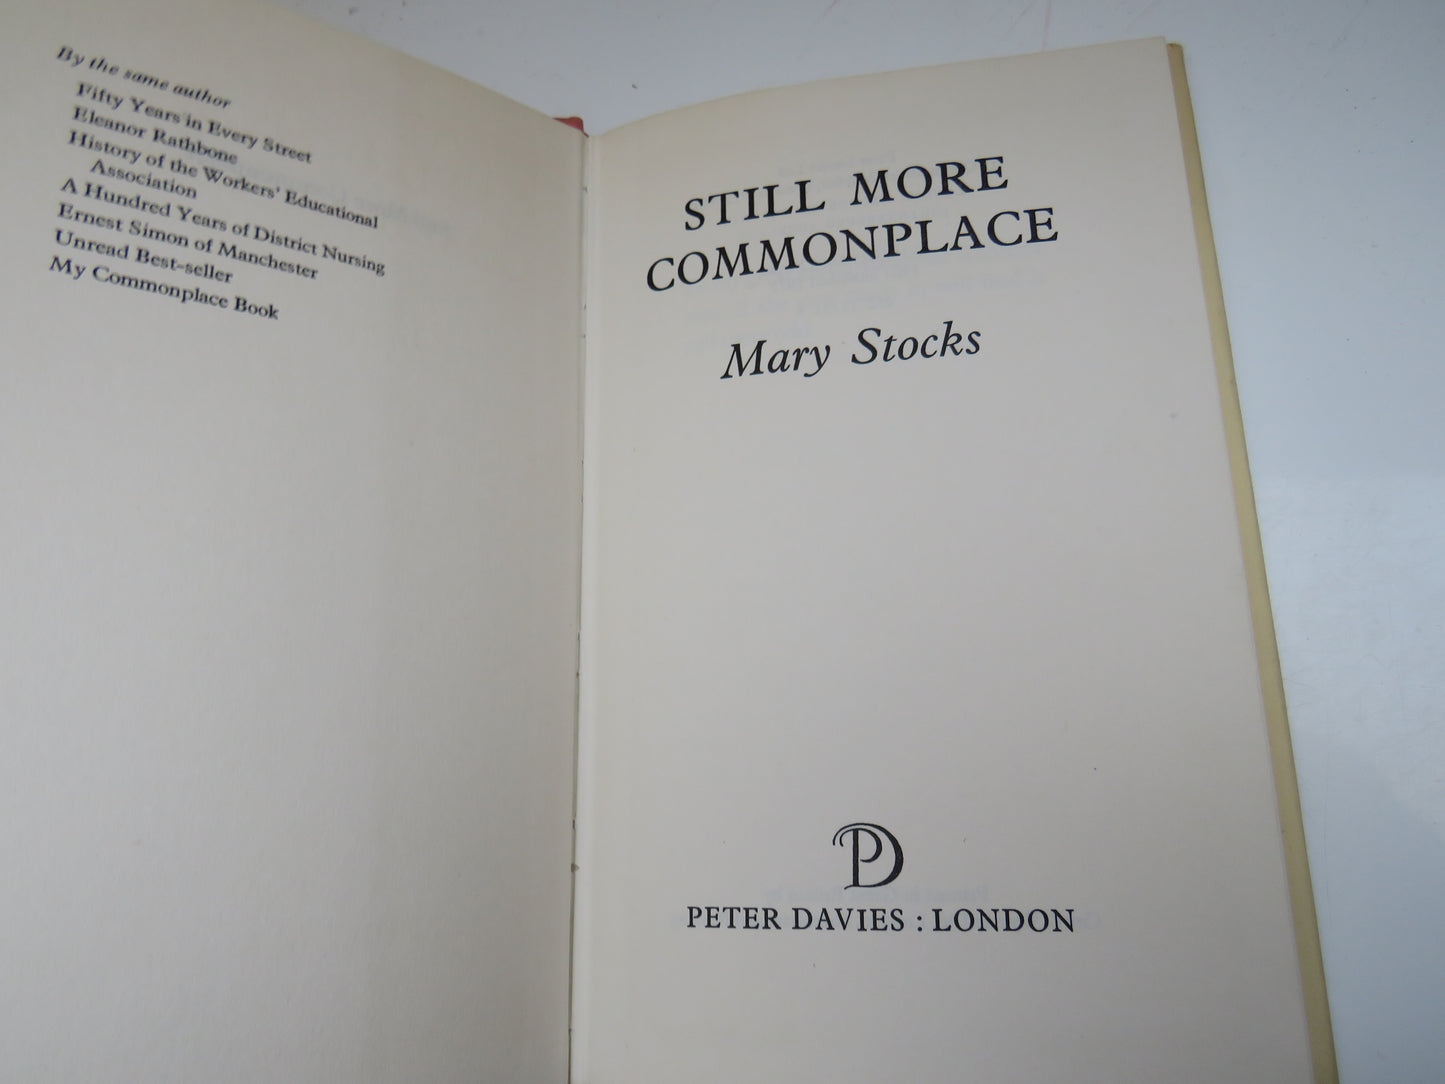 By the same author
Fifty Years in Every Street
Eleanor Rathbone
History of the Workers' Educational
Association
A Hundred Years of District Nursing
Ernest Simon of Manchester
Unread Best-seller
My Commonplace Book
STILL MORE
COMMONPLACE
Mary Stocks
PD
PETER DAVIES : LONDON